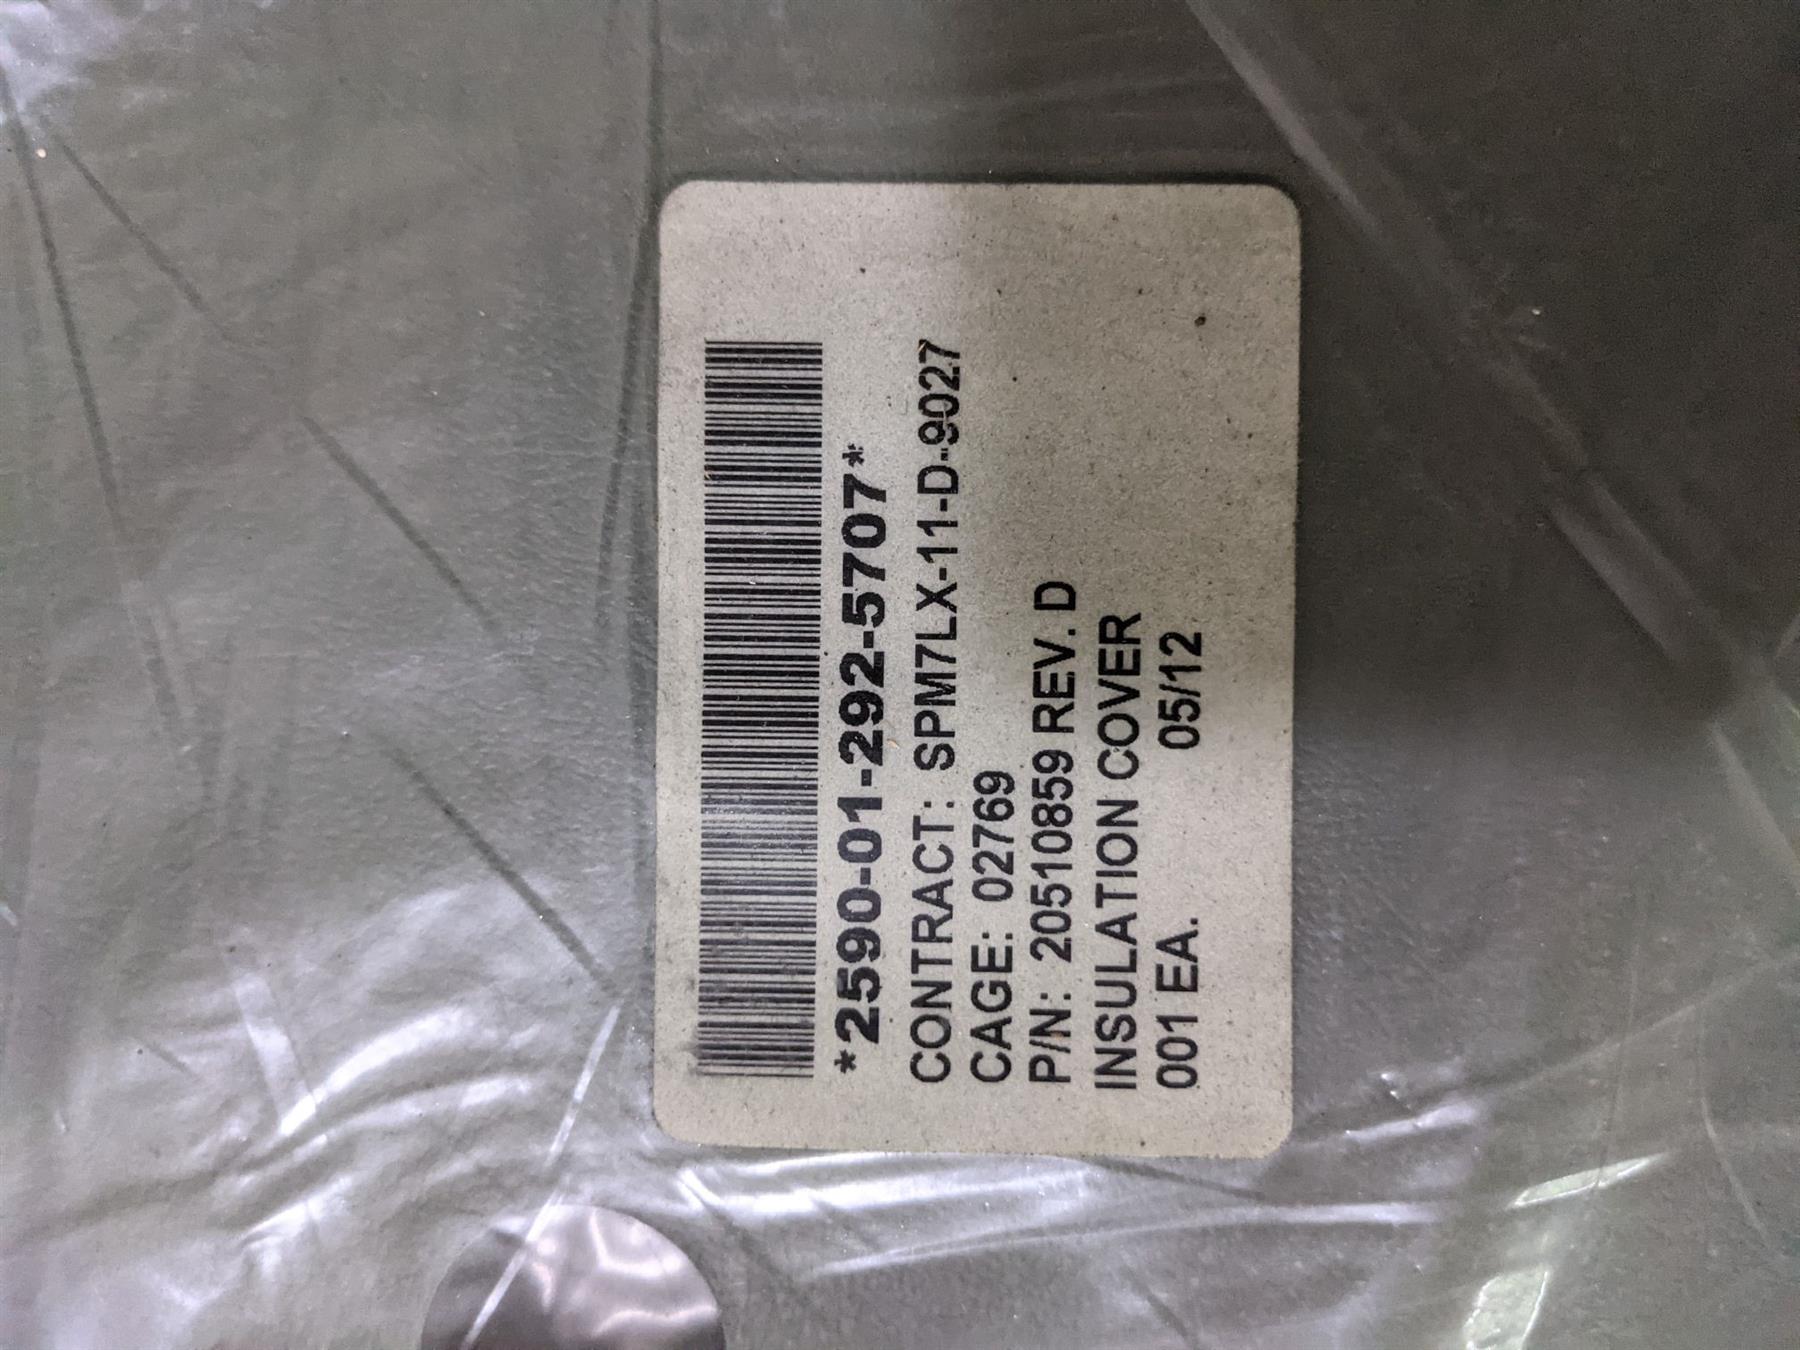 *2590-01-292-5707*
CONTRACT: SPM7LX-11-D-9027
CAGE: 02769
P/N: 20510859 REV. D
INSULATION COVER
001 EA. 05/12